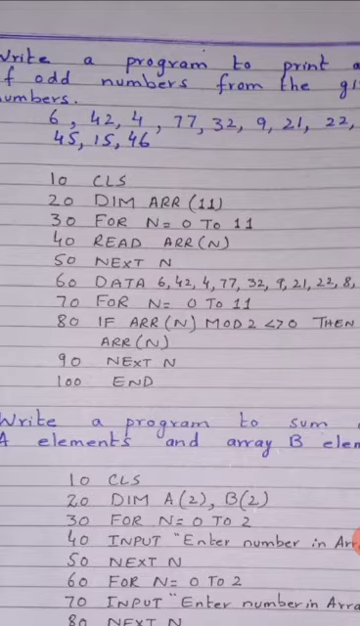 Write a program to print a
f odd numbers from the gi
numbers.
6, 42, 4, 77, 32, 9, 21, 22,
45, 15, 46
10 CLS
20 DIM ARR (11)
30 FOR N= 0 TO 11
40 READ ARR(N)
50 NEXT N
60 DATA 6, 42, 4, 77, 32, 9, 21, 22, 8,
70 FOR N= 0 TO 11
80 IF ARR(N) MOD 2 <>0 THEN
ARR(N)
90 NEXT N
100 END
Write a program to sum
A elements and array B elem
10 CLS
20 DIM A(2), B(2)
30 FOR N= 0 TO 2
40 INPUT "Enter number in Arr
50 NEXT N
60 FOR N= 0 TO 2
70 INPUT "Enter number in Arra
80 NEXT N